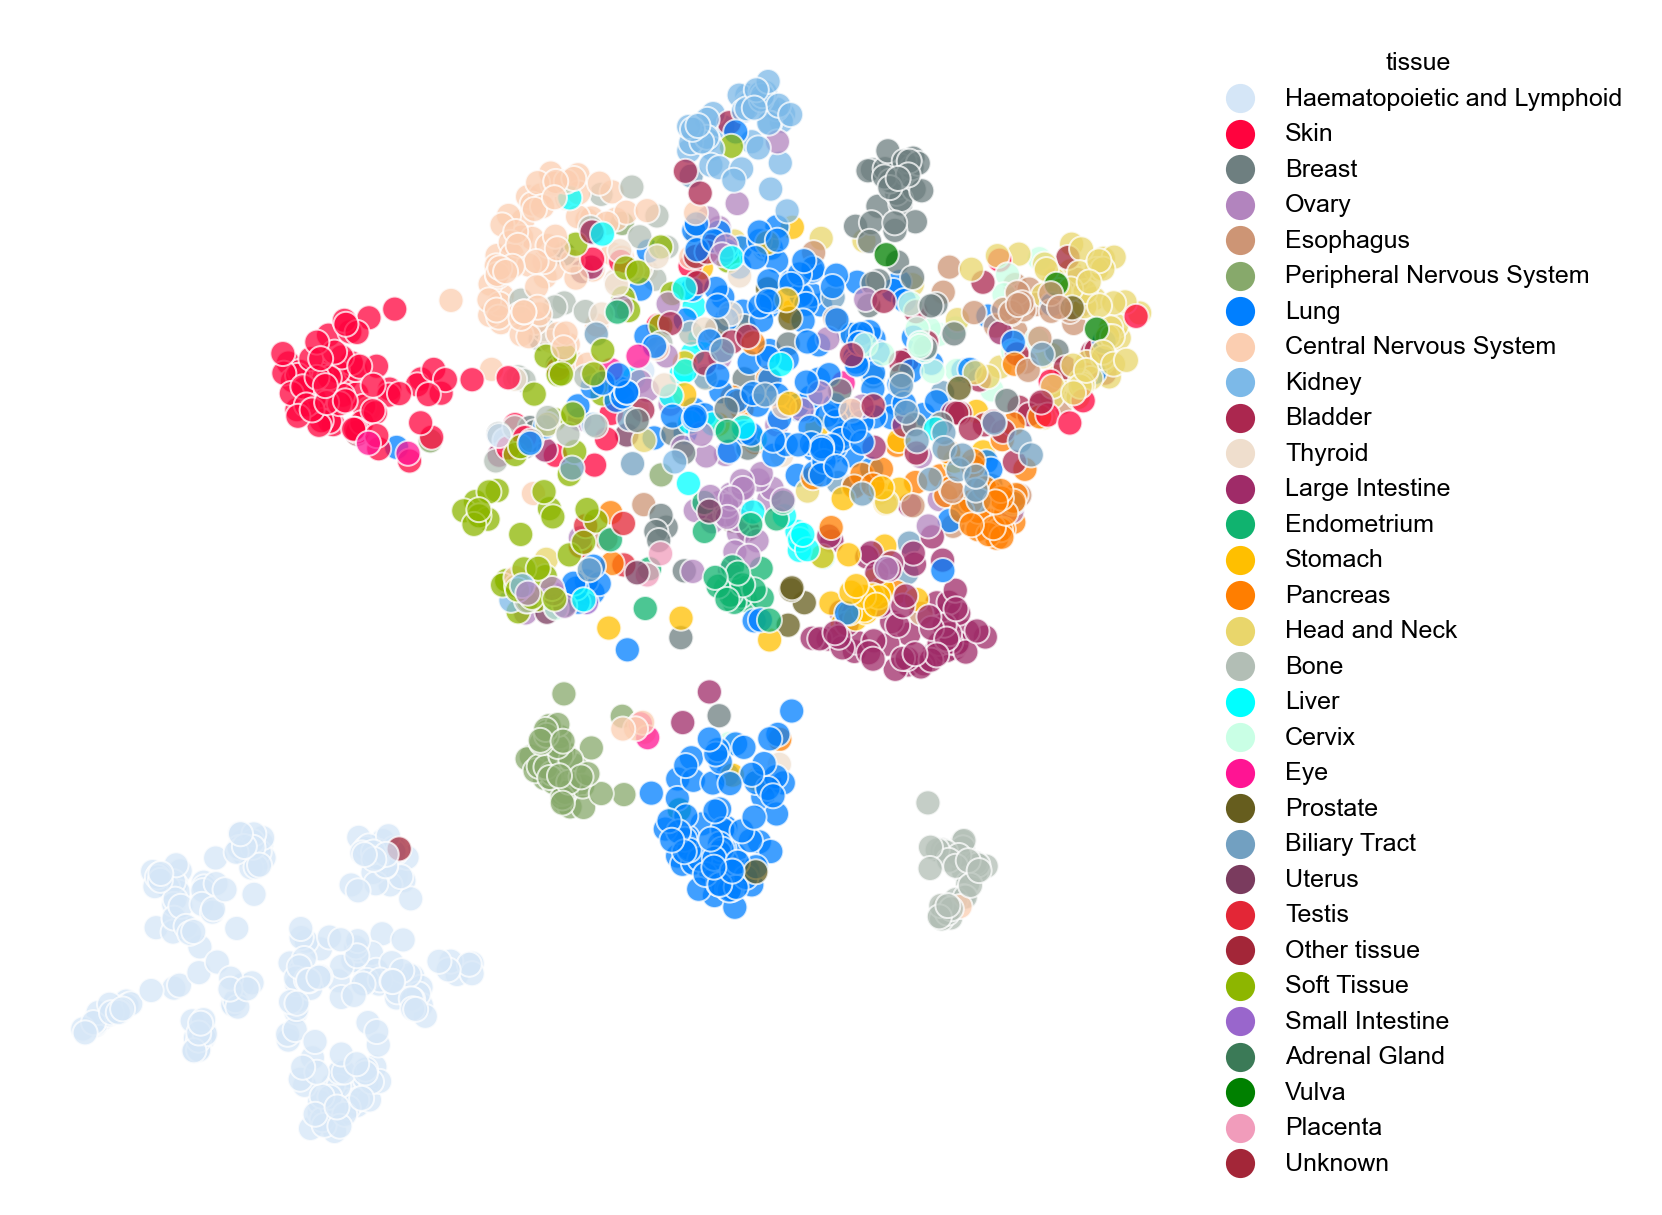 tissue
Haematopoietic and Lymphoid
Skin
Breast
Ovary
Esophagus
Peripheral Nervous System
Lung
Central Nervous System
Kidney
Bladder
Thyroid
Large Intestine
Endometrium
Stomach
Pancreas
Head and Neck
Bone
Liver
Cervix
Eye
Prostate
Biliary Tract
Uterus
Testis
Other tissue
Soft Tissue
Small Intestine
Adrenal Gland
Vulva
Placenta
Unknown